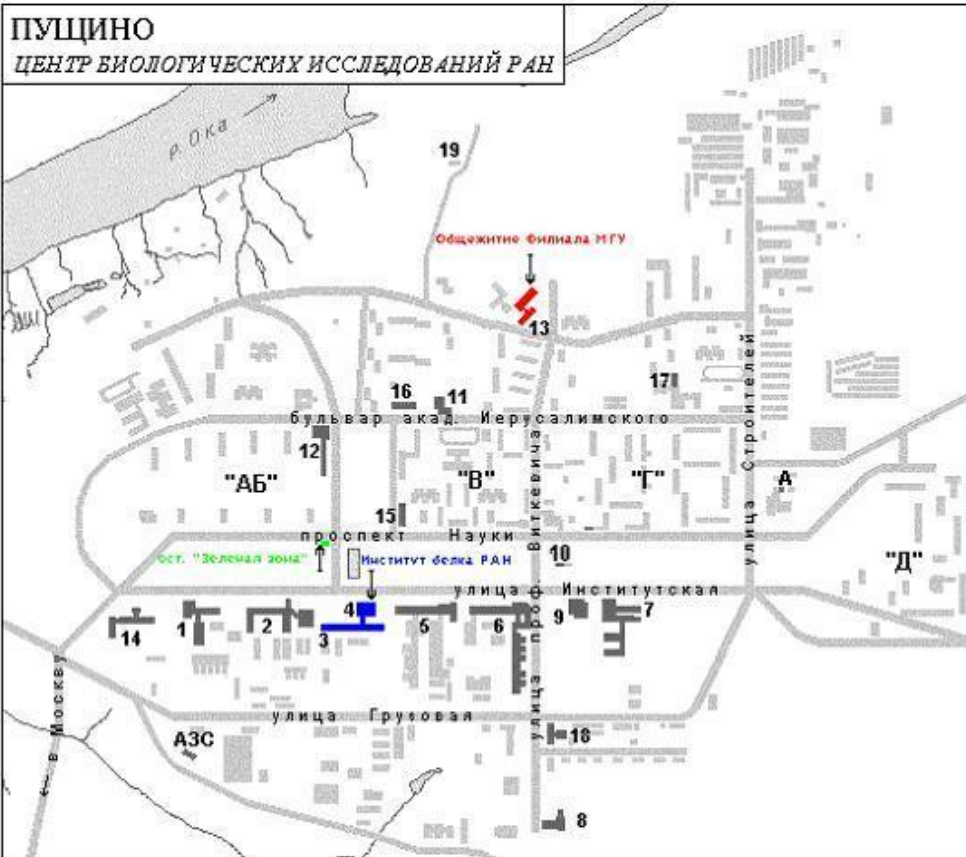 ПУЩИНО
ЦЕНТР БИОЛОГИЧЕСКИХ ИССЛЕДОВАНИЙ РАН
р. Ока
19
Общежитие Филиала МГУ
13
16
11
17
бульвар акад. Иерусалимского
12
"АБ"
"В"
"Г"
А
15
проспект Науки
ост. "Зеленая зона"
Институт белка РАН
10
"Д"
улица Институтская
14
1
2
3
4
5
6
9
7
улица проф. Виткевича
улица Строителей
← в Москву
улица Грузовая
АЗС
18
8